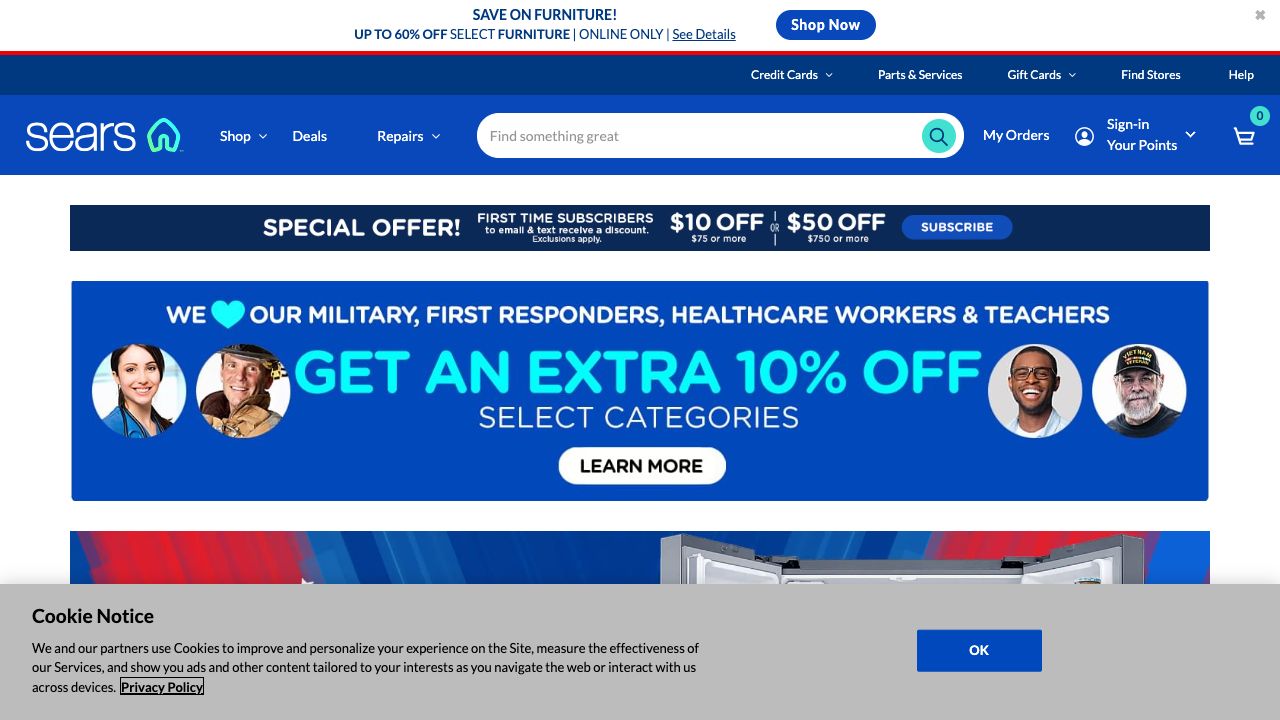 SAVE ON FURNITURE!
UP TO 60% OFF SELECT FURNITURE | ONLINE ONLY | See Details
Shop Now
Credit Cards
Parts & Services
Gift Cards
Find Stores
Help
sears
Shop
Deals
Repairs
Find something great
My Orders
Sign-in
Your Points
0
SPECIAL OFFER!
FIRST TIME SUBSCRIBERS
to email & text receive a discount.
Exclusions apply.
$10 OFF
$75 or more
OR
$50 OFF
$750 or more
SUBSCRIBE
WE OUR MILITARY, FIRST RESPONDERS, HEALTHCARE WORKERS & TEACHERS
GET AN EXTRA 10% OFF
SELECT CATEGORIES
LEARN MORE
VIETNAM
VETERAN
Cookie Notice
We and our partners use Cookies to improve and personalize your experience on the Site, measure the effectiveness of
our Services, and show you ads and other content tailored to your interests as you navigate the web or interact with us
across devices. Privacy Policy
OK